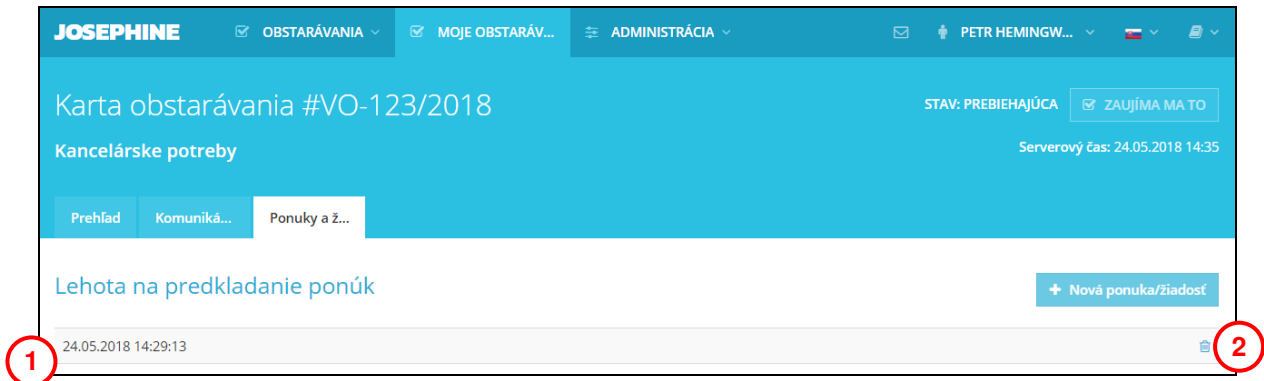 JOSEPHINE OBSTARÁVANIA MOJE OBSTARÁV... ADMINISTRÁCIA PETR HEMINGW...
Karta obstarávania #VO-123/2018 STAV: PREBIEHAJÚCA ZAUJÍMA MA TO
Kancelárske potreby Serverový čas: 24.05.2018 14:35
Prehľad Komuniká... Ponuky a ž...
Lehota na predkladanie ponúk + Nová ponuka/žiadosť
1 24.05.2018 14:29:13 2